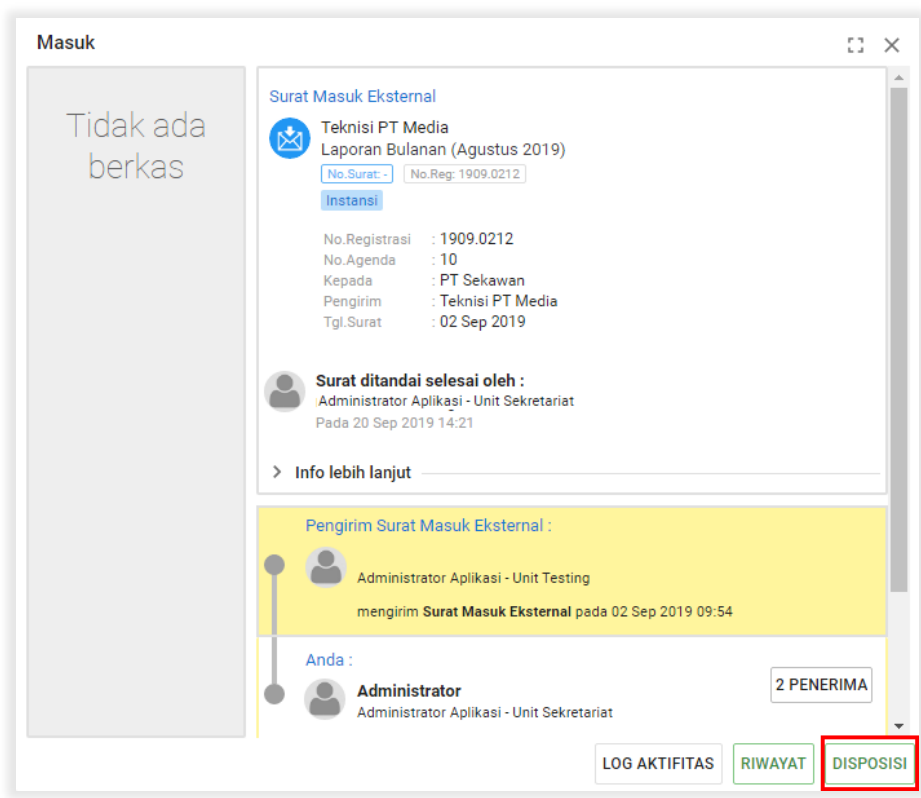 Masuk
Tidak ada
berkas
Surat Masuk Eksternal
Teknisi PT Media
Laporan Bulanan (Agustus 2019)
No.Surat: - No.Reg: 1909.0212
Instansi
No.Registrasi : 1909.0212
No.Agenda : 10
Kepada : PT Sekawan
Pengirim : Teknisi PT Media
Tgl.Surat : 02 Sep 2019
Surat ditandai selesai oleh :
Administrator Aplikasi - Unit Sekretariat
Pada 20 Sep 2019 14:21
Info lebih lanjut
Pengirim Surat Masuk Eksternal :
Administrator Aplikasi - Unit Testing
mengirim Surat Masuk Eksternal pada 02 Sep 2019 09:54
Anda :
Administrator
Administrator Aplikasi - Unit Sekretariat
2 PENERIMA
LOG AKTIFITAS RIWAYAT DISPOSISI